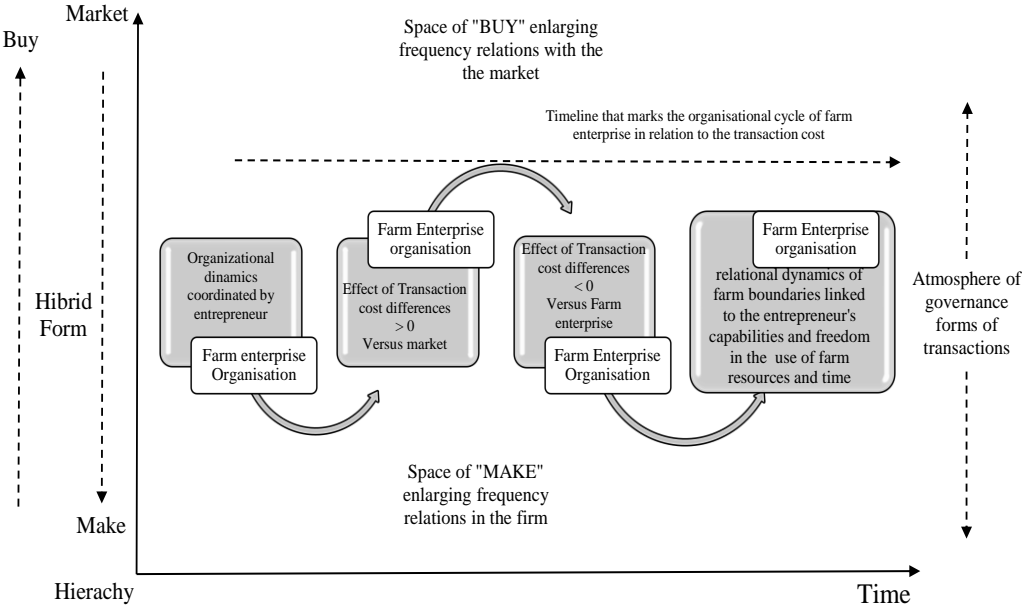 Market
Buy
Space of "BUY" enlarging
frequency relations with the
the market
Timeline that marks the organisational cycle of farm
enterprise in relation to the transaction cost
Organizational
dinamics
coordinated by
entrepreneur
Farm enterprise
Organisation
Farm Enterprise
organisation
Effect of Transaction
cost differences
> 0
Versus market
Effect of Transaction
cost differences
< 0
Versus Farm
enterprise
Farm Enterprise
Organisation
Farm Enterprise
organisation
relational dynamics of
farm boundaries linked
to the entrepreneur's
capabilities and freedom
in the use of farm
resources and time
Hibrid
Form
Atmosphere of
governance
forms of
transactions
Space of "MAKE"
enlarging frequency
relations in the firm
Make
Hierachy
Time